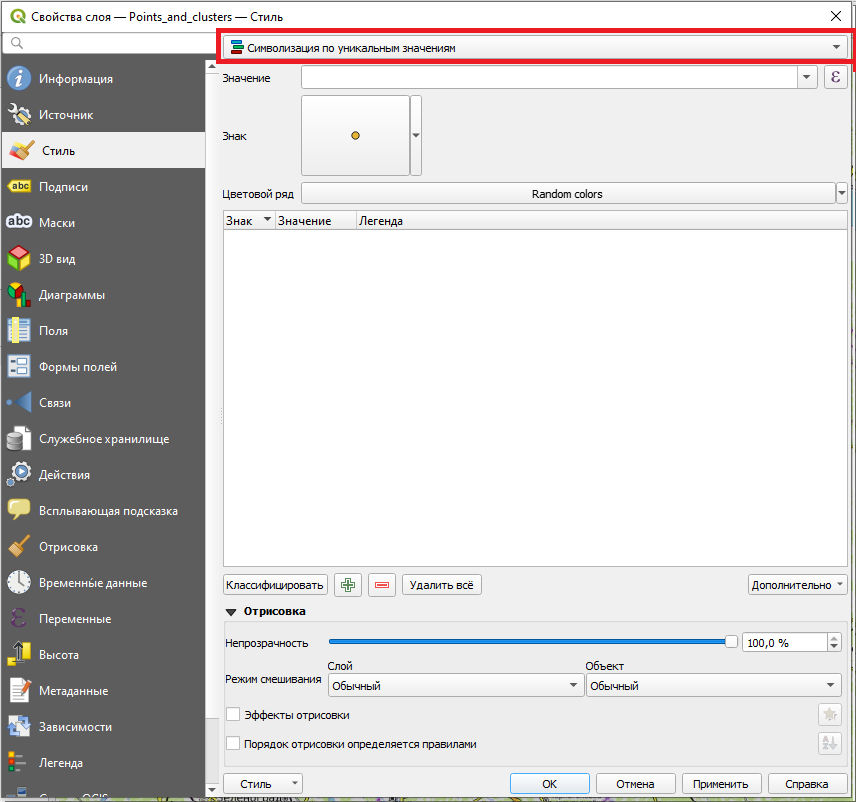 Свойства слоя — Points_and_clusters — Стиль
Символизация по уникальным значениям
Информация
Источник
Стиль
Подписи
Маски
3D вид
Диаграммы
Поля
Формы полей
Связи
Служебное хранилище
Действия
Всплывающая подсказка
Отрисовка
Временны́е данные
Переменные
Высота
Метаданные
Зависимости
Легенда
Значение
ε
Знак
Цветовой ряд Random colors
Знак Значение Легенда
Классифицировать Удалить всё Дополнительно
Отрисовка
Непрозрачность 100,0 %
Слой Объект
Режим смешивания Обычный Обычный
Эффекты отрисовки
Порядок отрисовки определяется правилами
Стиль ОК Отмена Применить Справка